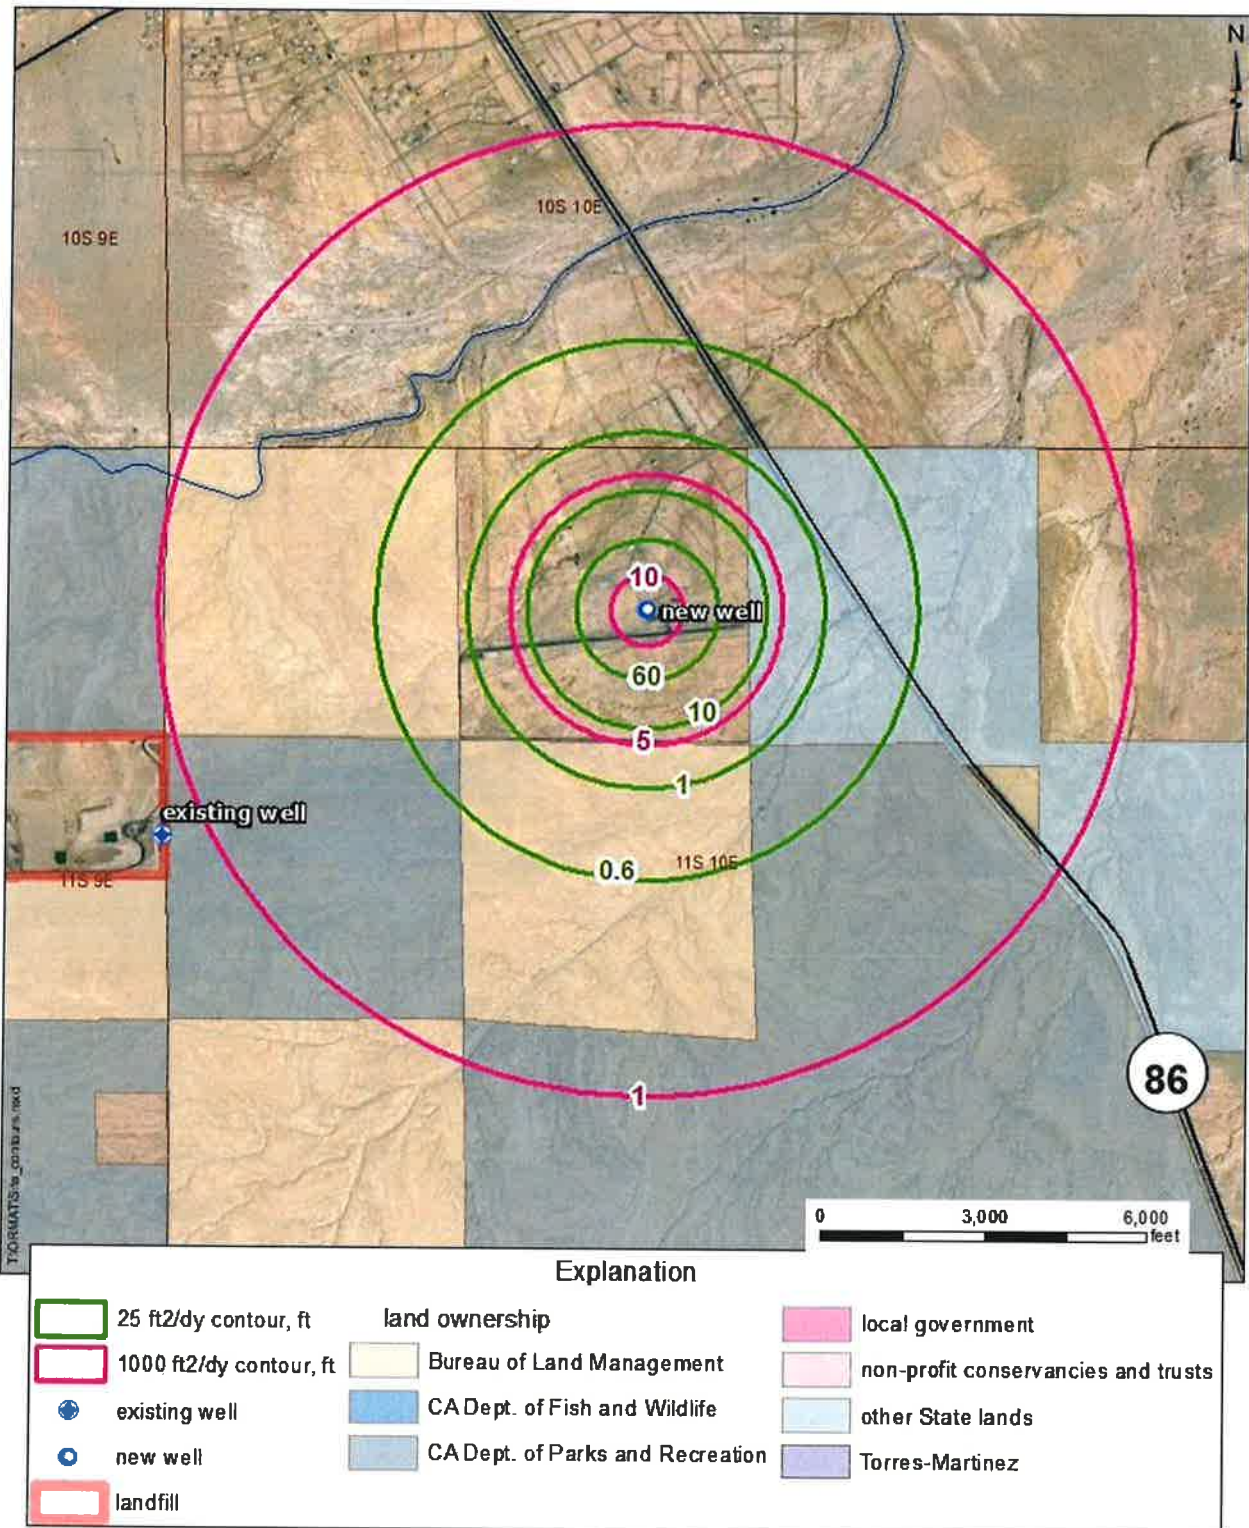 N
10S 10E
10S 9E
10
new well
60
10
5
1
existing well
0.6
11S 10E
11S 9E
1
86
0
3,000
6,000
feet
Explanation
25 ft2/dy contour, ft
1000 ft2/dy contour, ft
existing well
new well
landfill
land ownership
Bureau of Land Management
CA Dept. of Fish and Wildlife
CA Dept. of Parks and Recreation
local government
non-profit conservancies and trusts
other State lands
Torres-Martinez